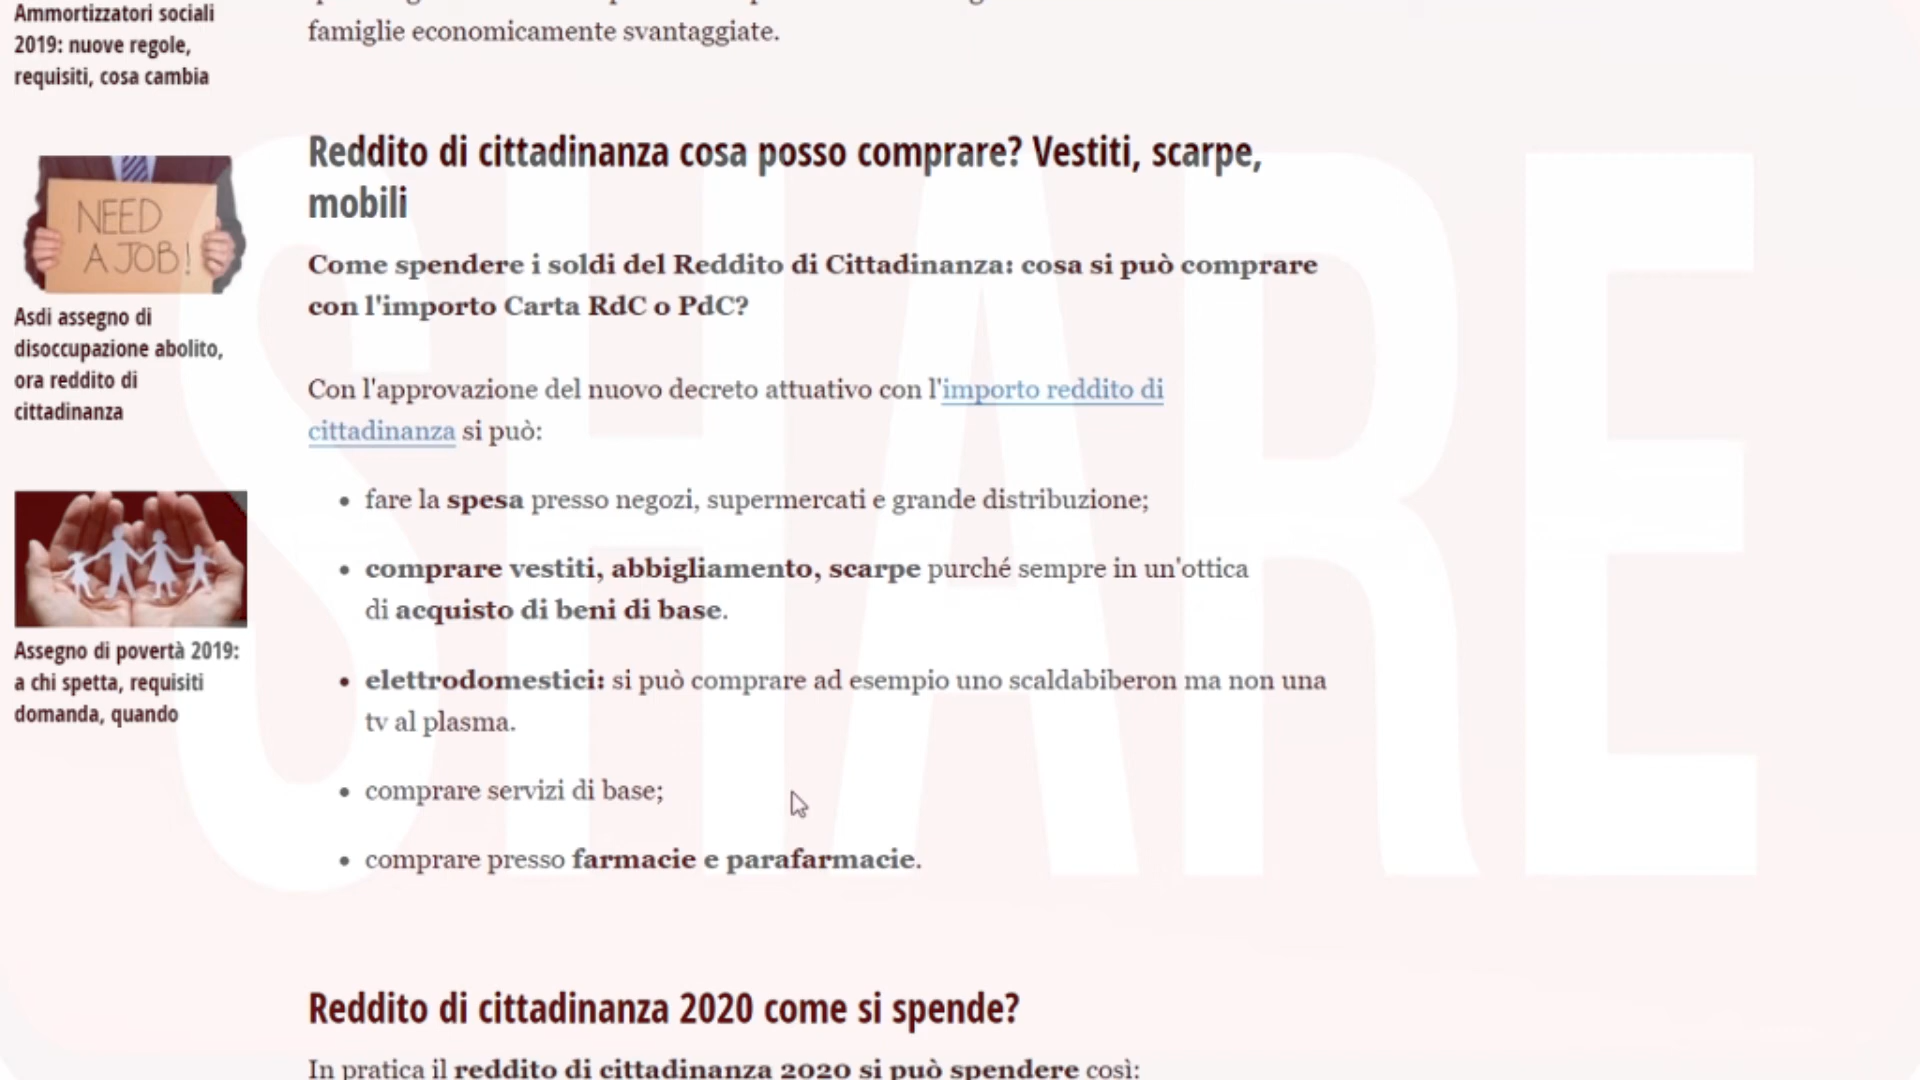 Ammortizzatori sociali
2019: nuove regole,
requisiti, cosa cambia
NEED
A JOB!
Asdi assegno di
disoccupazione abolito,
ora reddito di
cittadinanza
Assegno di povertà 2019:
a chi spetta, requisiti
domanda, quando
famiglie economicamente svantaggiate.
Reddito di cittadinanza cosa posso comprare? Vestiti, scarpe,
mobili
Come spendere i soldi del Reddito di Cittadinanza: cosa si può comprare
con l'importo Carta RdC o PdC?
Con l'approvazione del nuovo decreto attuativo con l'importo reddito di
cittadinanza si può:
• fare la spesa presso negozi, supermercati e grande distribuzione;
• comprare vestiti, abbigliamento, scarpe purché sempre in un'ottica
di acquisto di beni di base.
• elettrodomestici: si può comprare ad esempio uno scaldabiberon ma non una
tv al plasma.
• comprare servizi di base;
• comprare presso farmacie e parafarmacie.
Reddito di cittadinanza 2020 come si spende?
In pratica il reddito di cittadinanza 2020 si può spendere così:
SHARE